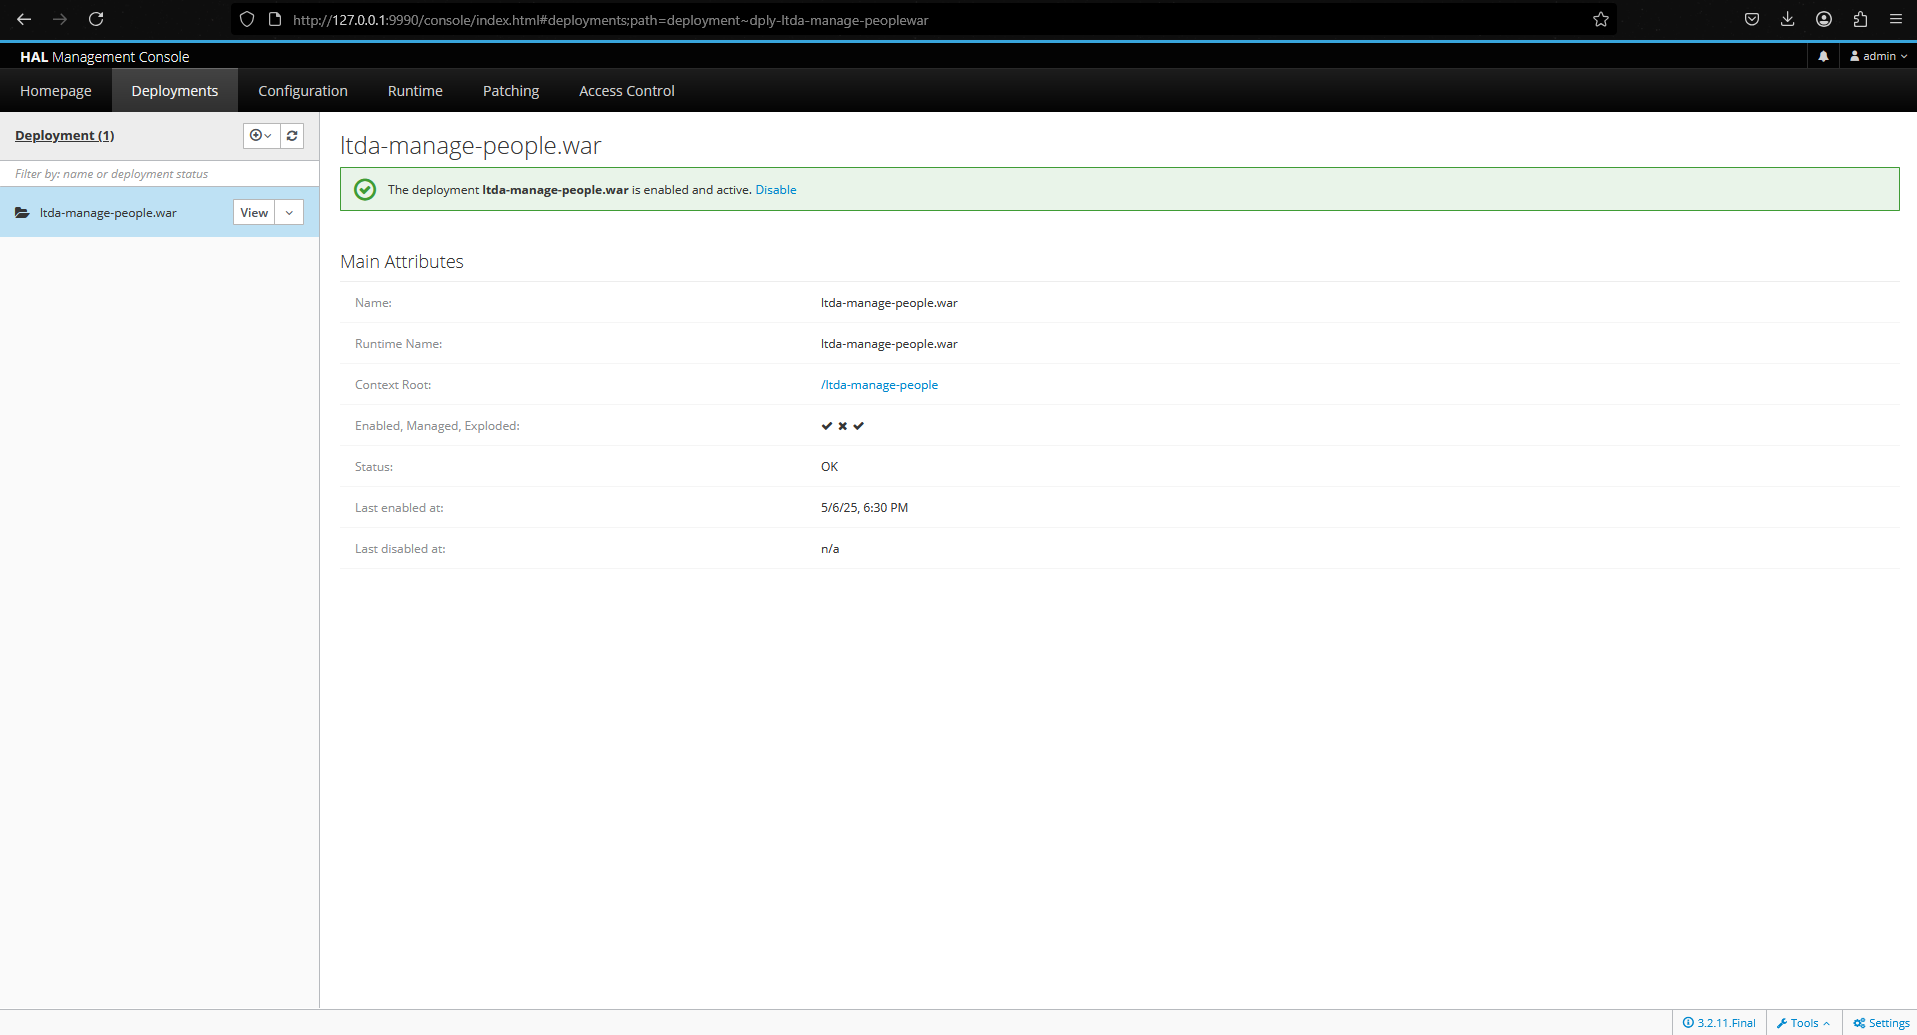 http://127.0.0.1:9990/console/index.html#deployments;path=deployment~dply-ltda-manage-peoplewar
HAL Management Console
admin
Homepage
Deployments
Configuration
Runtime
Patching
Access Control
Deployment (1)
Filter by: name or deployment status
ltda-manage-people.war
View
ltda-manage-people.war
The deployment ltda-manage-people.war is enabled and active. Disable
Main Attributes
Name: ltda-manage-people.war
Runtime Name: ltda-manage-people.war
Context Root: /ltda-manage-people
Enabled, Managed, Exploded:
Status: OK
Last enabled at: 5/6/25, 6:30 PM
Last disabled at: n/a
3.2.11.Final
Tools
Settings